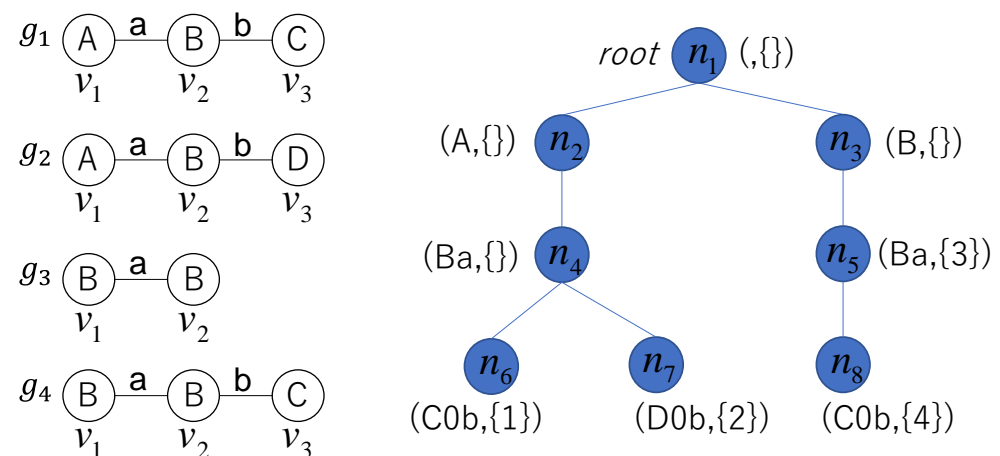 g₁ A a B b C
v₁ v₂ v₃
g₂ A a B b D
v₁ v₂ v₃
g₃ B a B
v₁ v₂
g₄ B a B b C
v₁ v₂ v₃
root n₁ (,{})
(A,{}) n₂
n₃ (B,{})
(Ba,{}) n₄
n₅ (Ba,{3})
n₆
n₇
n₈
(C0b,{1})
(D0b,{2})
(C0b,{4})